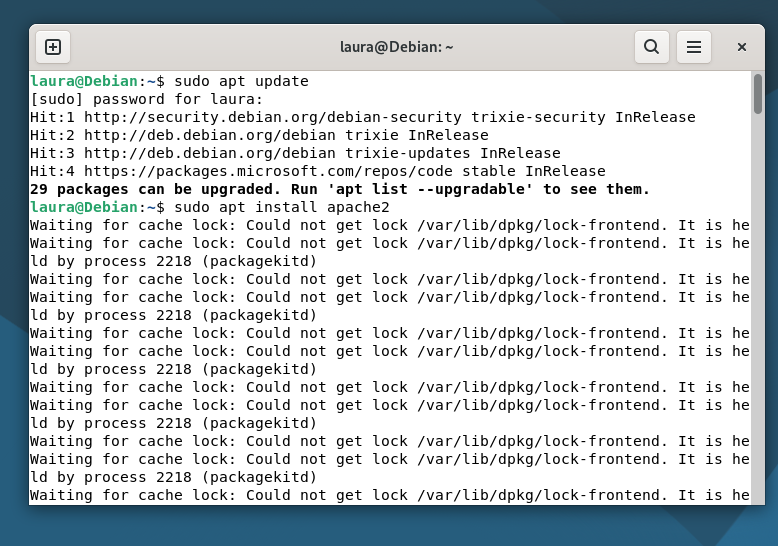 laura@Debian: ~
laura@Debian:~$ sudo apt update
[sudo] password for laura:
Hit:1 http://security.debian.org/debian-security trixie-security InRelease
Hit:2 http://deb.debian.org/debian trixie InRelease
Hit:3 http://deb.debian.org/debian trixie-updates InRelease
Hit:4 https://packages.microsoft.com/repos/code stable InRelease
29 packages can be upgraded. Run 'apt list --upgradable' to see them.
laura@Debian:~$ sudo apt install apache2
Waiting for cache lock: Could not get lock /var/lib/dpkg/lock-frontend. It is he
Waiting for cache lock: Could not get lock /var/lib/dpkg/lock-frontend. It is he
ld by process 2218 (packagekitd)
Waiting for cache lock: Could not get lock /var/lib/dpkg/lock-frontend. It is he
Waiting for cache lock: Could not get lock /var/lib/dpkg/lock-frontend. It is he
ld by process 2218 (packagekitd)
Waiting for cache lock: Could not get lock /var/lib/dpkg/lock-frontend. It is he
Waiting for cache lock: Could not get lock /var/lib/dpkg/lock-frontend. It is he
ld by process 2218 (packagekitd)
Waiting for cache lock: Could not get lock /var/lib/dpkg/lock-frontend. It is he
Waiting for cache lock: Could not get lock /var/lib/dpkg/lock-frontend. It is he
ld by process 2218 (packagekitd)
Waiting for cache lock: Could not get lock /var/lib/dpkg/lock-frontend. It is he
Waiting for cache lock: Could not get lock /var/lib/dpkg/lock-frontend. It is he
ld by process 2218 (packagekitd)
Waiting for cache lock: Could not get lock /var/lib/dpkg/lock-frontend. It is he